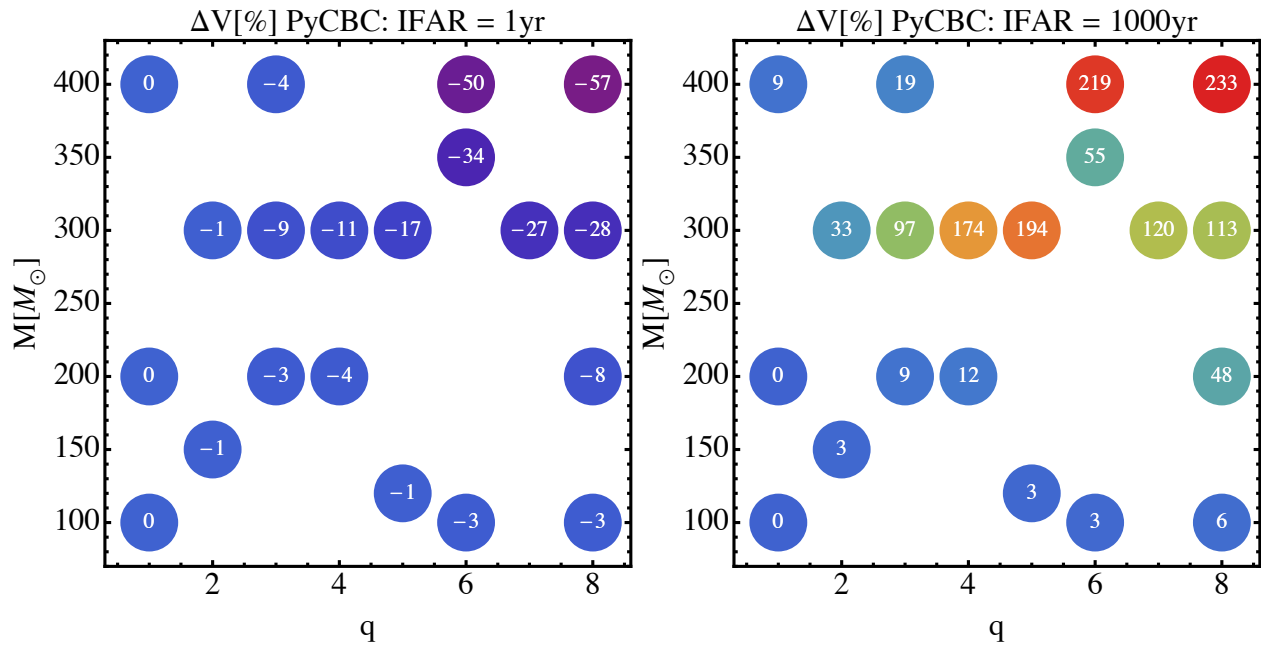 ΔV[%] PyCBC: IFAR = 1yr
400
350
300
250
200
150
100
M[M⊙]
0 −4 −50 −57
−34
−1 −9 −11 −17 −27 −28
0 −3 −4 −8
−1
−1
0 −3 −3
2 4 6 8
q
ΔV[%] PyCBC: IFAR = 1000yr
400
350
300
250
200
150
100
M[M⊙]
9 19 219 233
55
33 97 174 194 120 113
0 9 12 48
3
3
0 3 6
2 4 6 8
q